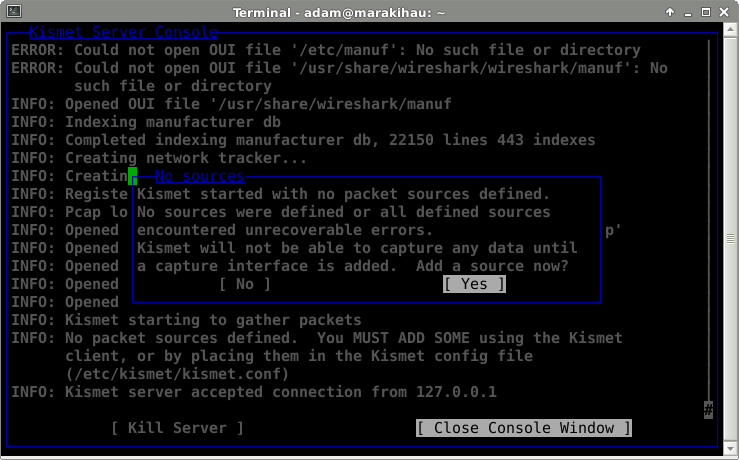 Terminal - adam@marakihau: ~
Kismet Server Console
ERROR: Could not open OUI file '/etc/manuf': No such file or directory
ERROR: Could not open OUI file '/usr/share/wireshark/wireshark/manuf': No
such file or directory
INFO: Opened OUI file '/usr/share/wireshark/manuf
INFO: Indexing manufacturer db
INFO: Completed indexing manufacturer db, 22150 lines 443 indexes
INFO: Creating network tracker...
INFO: Creatin
No sources
INFO: Registe
Kismet started with no packet sources defined.
INFO: Pcap lo
No sources were defined or all defined sources
INFO: Opened
encountered unrecoverable errors.
p'
INFO: Opened
Kismet will not be able to capture any data until
INFO: Opened
a capture interface is added.  Add a source now?
INFO: Opened
[ No ]
[ Yes ]
INFO: Opened
INFO: Kismet starting to gather packets
INFO: No packet sources defined.  You MUST ADD SOME using the Kismet
client, or by placing them in the Kismet config file
(/etc/kismet/kismet.conf)
INFO: Kismet server accepted connection from 127.0.0.1
#
[ Kill Server ]
[ Close Console Window ]